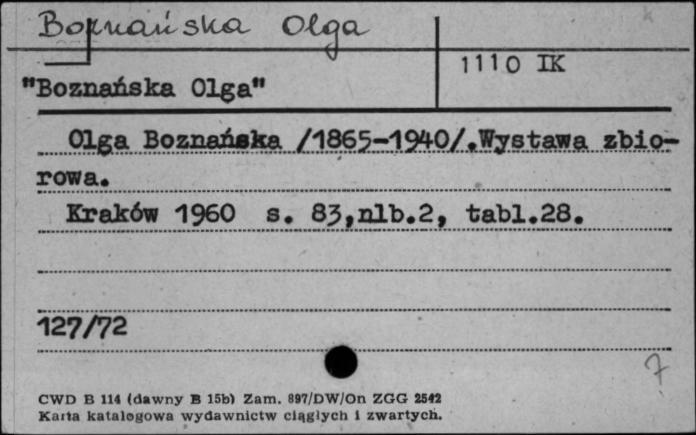 Boznańska Olga
1110 IK
"Boznańska Olga"
Olga Boznańska /1865-1940/.Wystawa zbio-
rowa.
Kraków 1960 s. 83,nlb.2, tabl.28.
127/72
7
CWD B 114 (dawny B 15b) Zam. 897/DW/On ZGG 2542
Karta katalogowa wydawnictw ciągłych i zwartych.